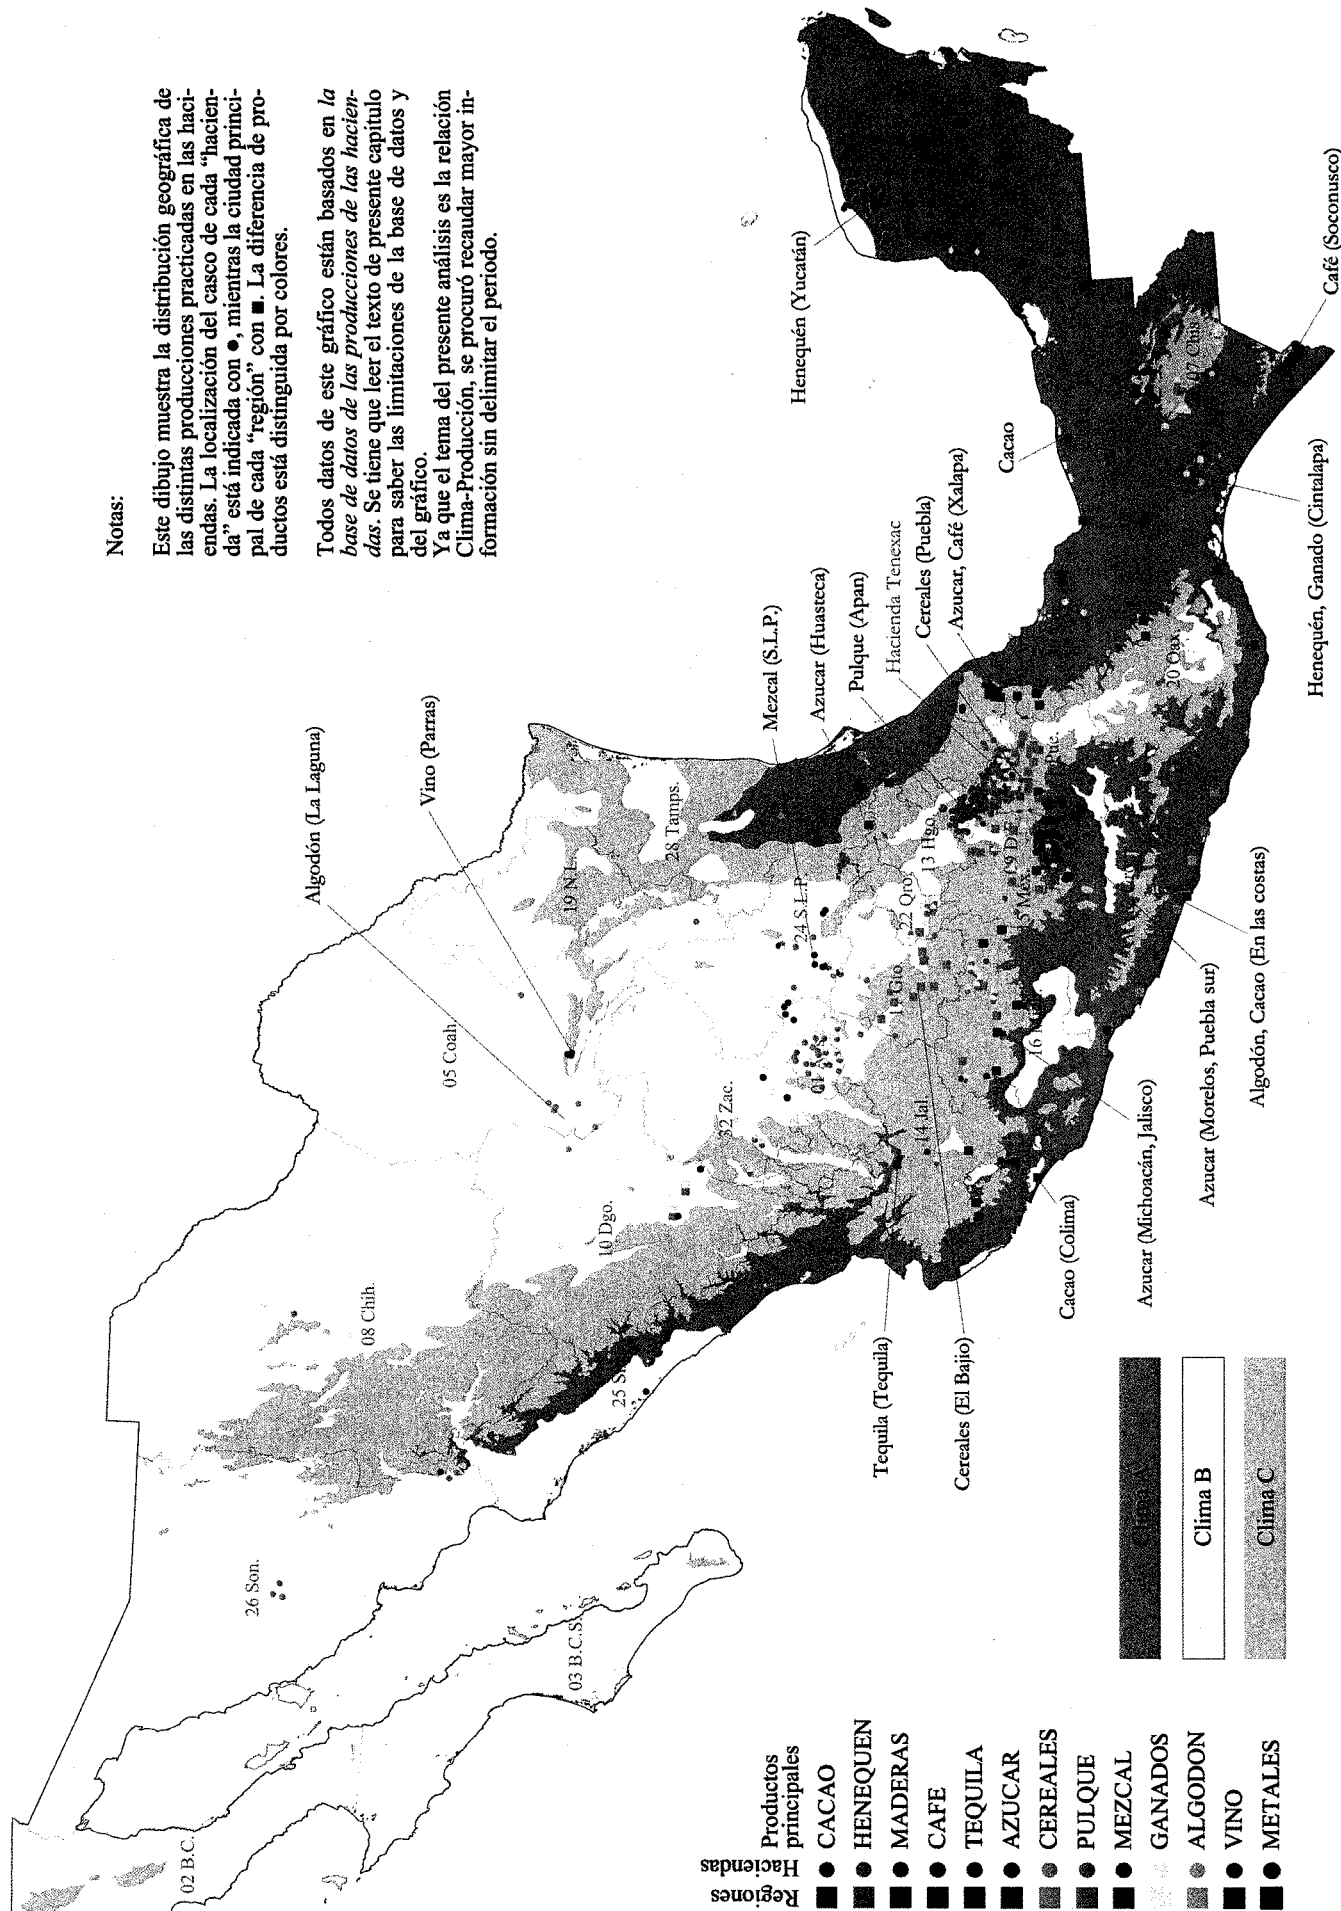 Notas:
Este dibujo muestra la distribución geográfica de
las distintas producciones practicadas en las haci-
endas. La localización del casco de cada “hacien-
da” está indicada con ●, mientras la ciudad princi-
pal de cada “región” con ■. La diferencia de pro-
ductos está distinguida por colores.
Todos datos de este gráfico están basados en la
base de datos de las producciones de las hacien-
das. Se tiene que leer el texto de presente capitulo
para saber las limitaciones de la base de datos y
del gráfico.
Ya que el tema del presente análisis es la relación
Clima-Producción, se procuró recaudar mayor in-
formación sin delimitar el periodo.
Algodón (La Laguna)
Vino (Parras)
Mezcal (S.L.P.)
Azucar (Huasteca)
Pulque (Apan)
Hacienda Tenexac
Cereales (Puebla)
Azucar, Café (Xalapa)
Cacao
Henequén (Yucatán)
Café (Soconusco)
Henequén, Ganado (Cintalapa)
Algodón, Cacao (En las costas)
Azucar (Morelos, Puebla sur)
Azucar (Michoacán, Jalisco)
Cacao (Colima)
Cereales (El Bajio)
Tequila (Tequila)
02 B.C.
03 B.C.S.
26 Son.
08 Chih.
05 Coah.
10 Dgo.
32 Zac.
19 N.L.
28 Tamps.
24 S.L.P.
14 Jal.
11 Gto.
22 Qro.
13 Hgo.
Pue.
20 Oax.
07 Chis.
Regiones
Haciendas
Productos
principales
CACAO
HENEQUEN
MADERAS
CAFE
TEQUILA
AZUCAR
CEREALES
PULQUE
MEZCAL
GANADOS
ALGODON
VINO
METALES
Clima A
Clima B
Clima C